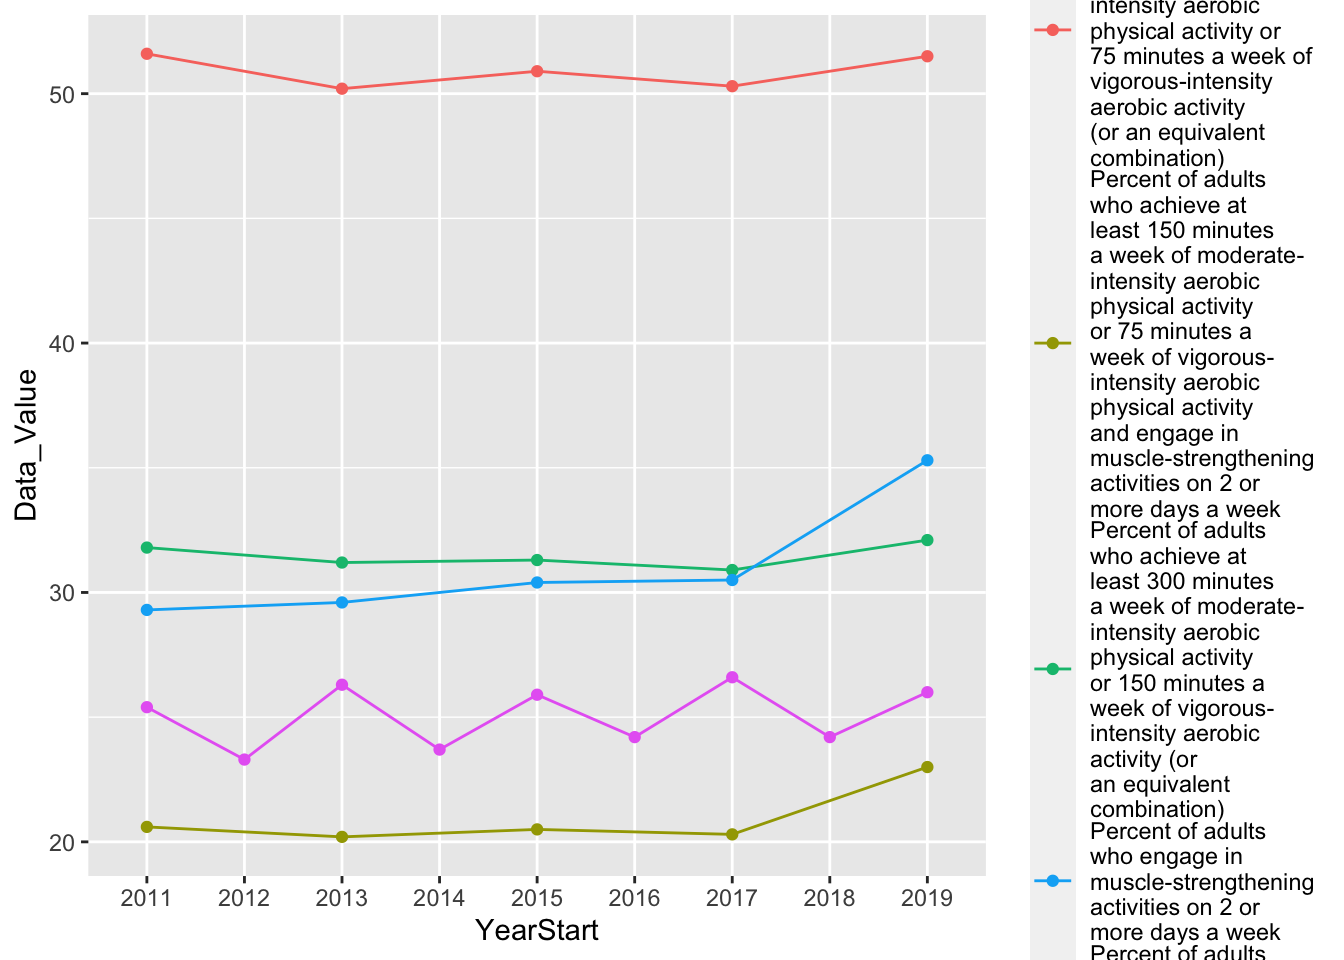 50
40
30
20
Data_Value
2011 2012 2013 2014 2015 2016 2017 2018 2019
YearStart
intensity aerobic
physical activity or
75 minutes a week of
vigorous-intensity
aerobic activity
(or an equivalent
combination)
Percent of adults
who achieve at
least 150 minutes
a week of moderate-
intensity aerobic
physical activity
or 75 minutes a
week of vigorous-
intensity aerobic
physical activity
and engage in
muscle-strengthening
activities on 2 or
more days a week
Percent of adults
who achieve at
least 300 minutes
a week of moderate-
intensity aerobic
physical activity
or 150 minutes a
week of vigorous-
intensity aerobic
activity (or
an equivalent
combination)
Percent of adults
who engage in
muscle-strengthening
activities on 2 or
more days a week
Percent of adults